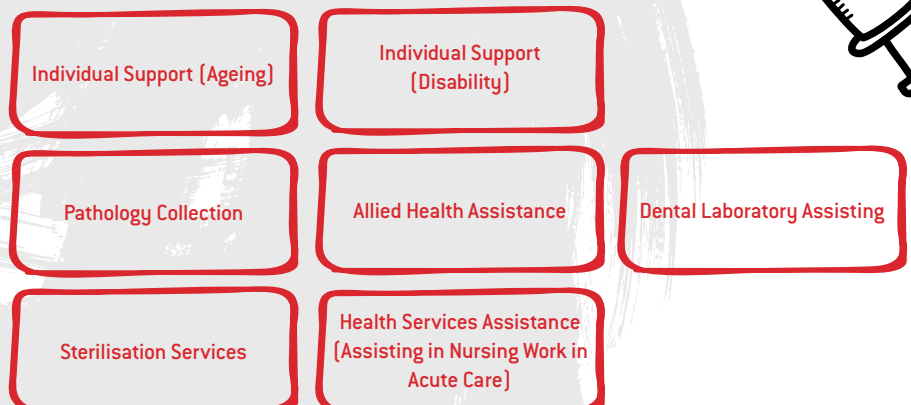 Individual Support (Ageing)
Individual Support
(Disability)
Pathology Collection
Allied Health Assistance
Dental Laboratory Assisting
Sterilisation Services
Health Services Assistance
(Assisting in Nursing Work in
Acute Care)